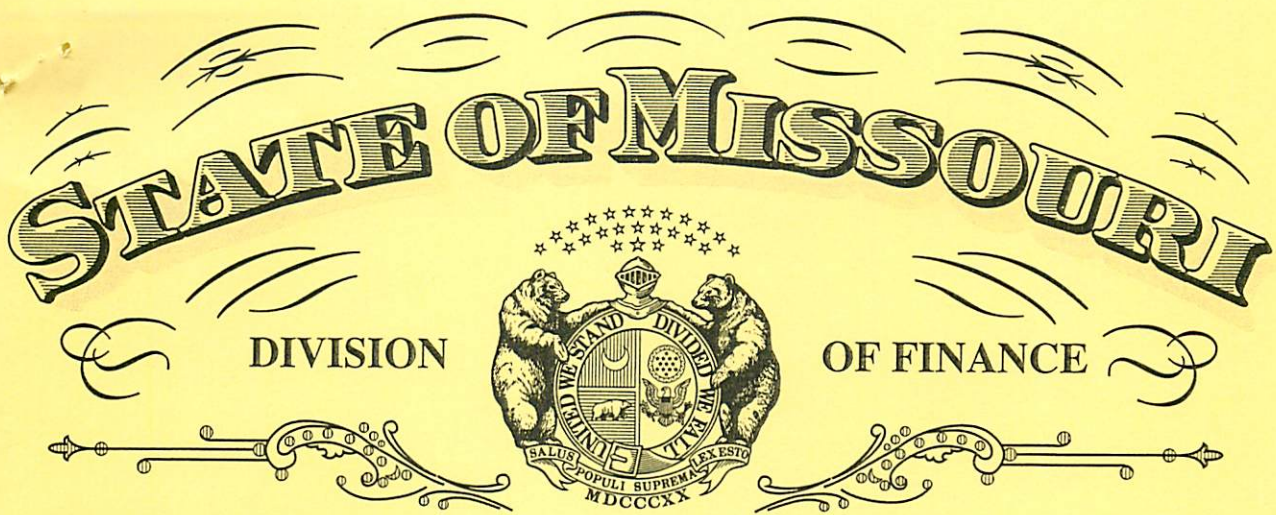 STATE OF MISSOURI
DIVISION OF FINANCE
UNITED WE STAND DIVIDED WE FALL
SALUS POPULI SUPREMA LEX ESTO
MDCCCXX